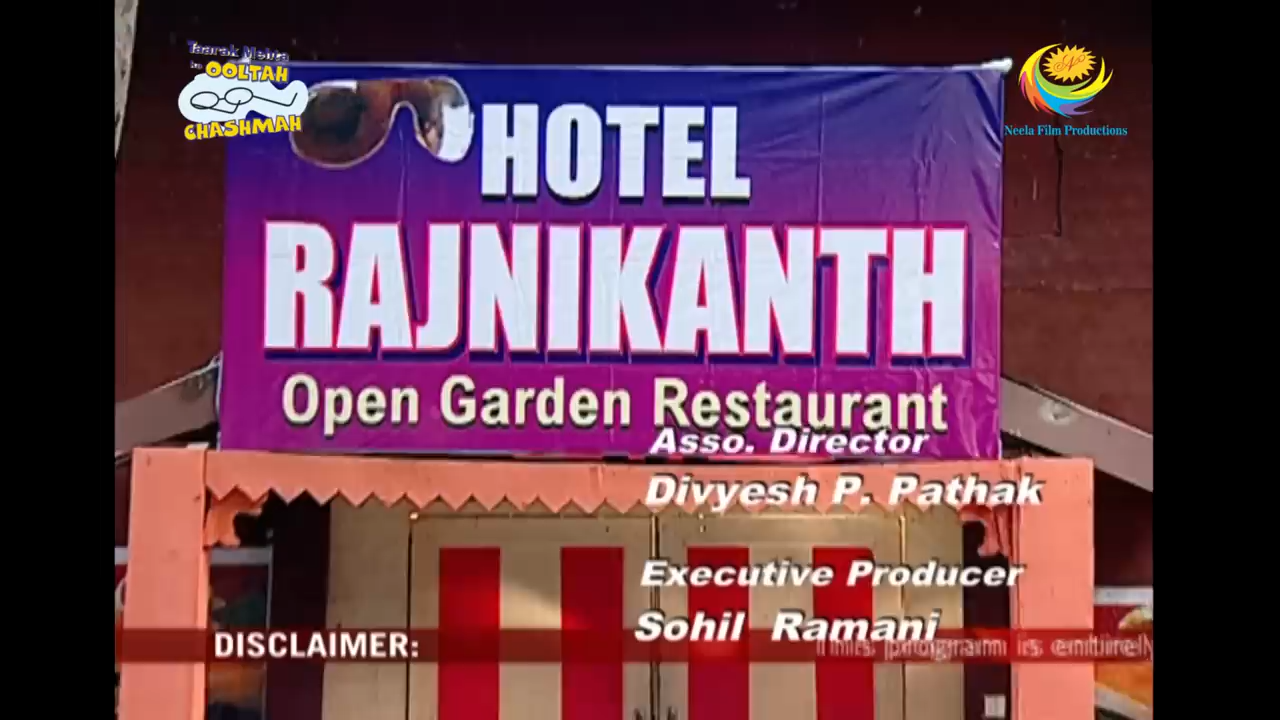 Taarak Mehta
ka OOLTAH
CHASHMAH
Neela Film Productions
HOTEL
RAJNIKANTH
Open Garden Restaurant
Asso. Director
Divyesh P. Pathak
Executive Producer
Sohil Ramani
DISCLAIMER:
This program is entirely